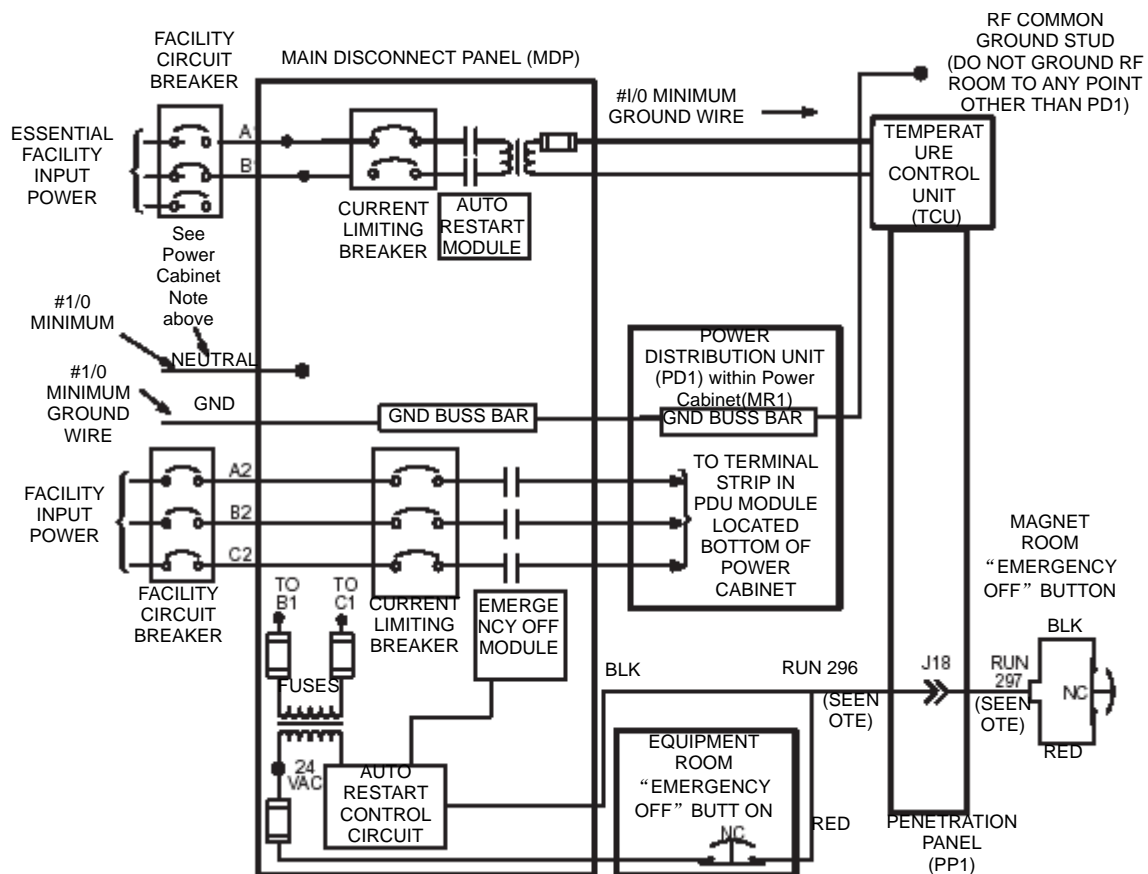 RF COMMON
GROUND STUD
(DO NOT GROUND RF
ROOM TO ANY POINT
OTHER THAN PD1)
FACILITY
CIRCUIT
BREAKER
MAIN DISCONNECT PANEL (MDP)
#I/0 MINIMUM
GROUND WIRE
ESSENTIAL
FACILITY
INPUT
POWER
A1
B1
TEMPERAT
URE
CONTROL
UNIT
(TCU)
CURRENT
LIMITING
BREAKER
AUTO
RESTART
MODULE
See
Power
Cabinet
Note
above
#1/0
MINIMUM
NEUTRAL
#1/0
MINIMUM
GROUND
WIRE
GND
GND BUSS BAR
POWER
DISTRIBUTION UNIT
(PD1) within Power
Cabinet(MR1)
GND BUSS BAR
FACILITY
INPUT
POWER
A2
B2
C2
TO TERMINAL
STRIP IN
PDU MODULE
LOCATED
BOTTOM OF
POWER
CABINET
FACILITY
CIRCUIT
BREAKER
TO
B1
TO
C1
CURRENT
LIMITING
BREAKER
EMERGE
NCY OFF
MODULE
MAGNET
ROOM
“EMERGENCY
OFF” BUTTON
FUSES
BLK
RUN 296
(SEEN
OTE)
J18
RUN
297
(SEEN
OTE)
BLK
NC
RED
24
VAC
AUTO
RESTART
CONTROL
CIRCUIT
EQUIPMENT
ROOM
“EMERGENCY
OFF” BUTT ON
NC
RED
PENETRATION
PANEL
(PP1)